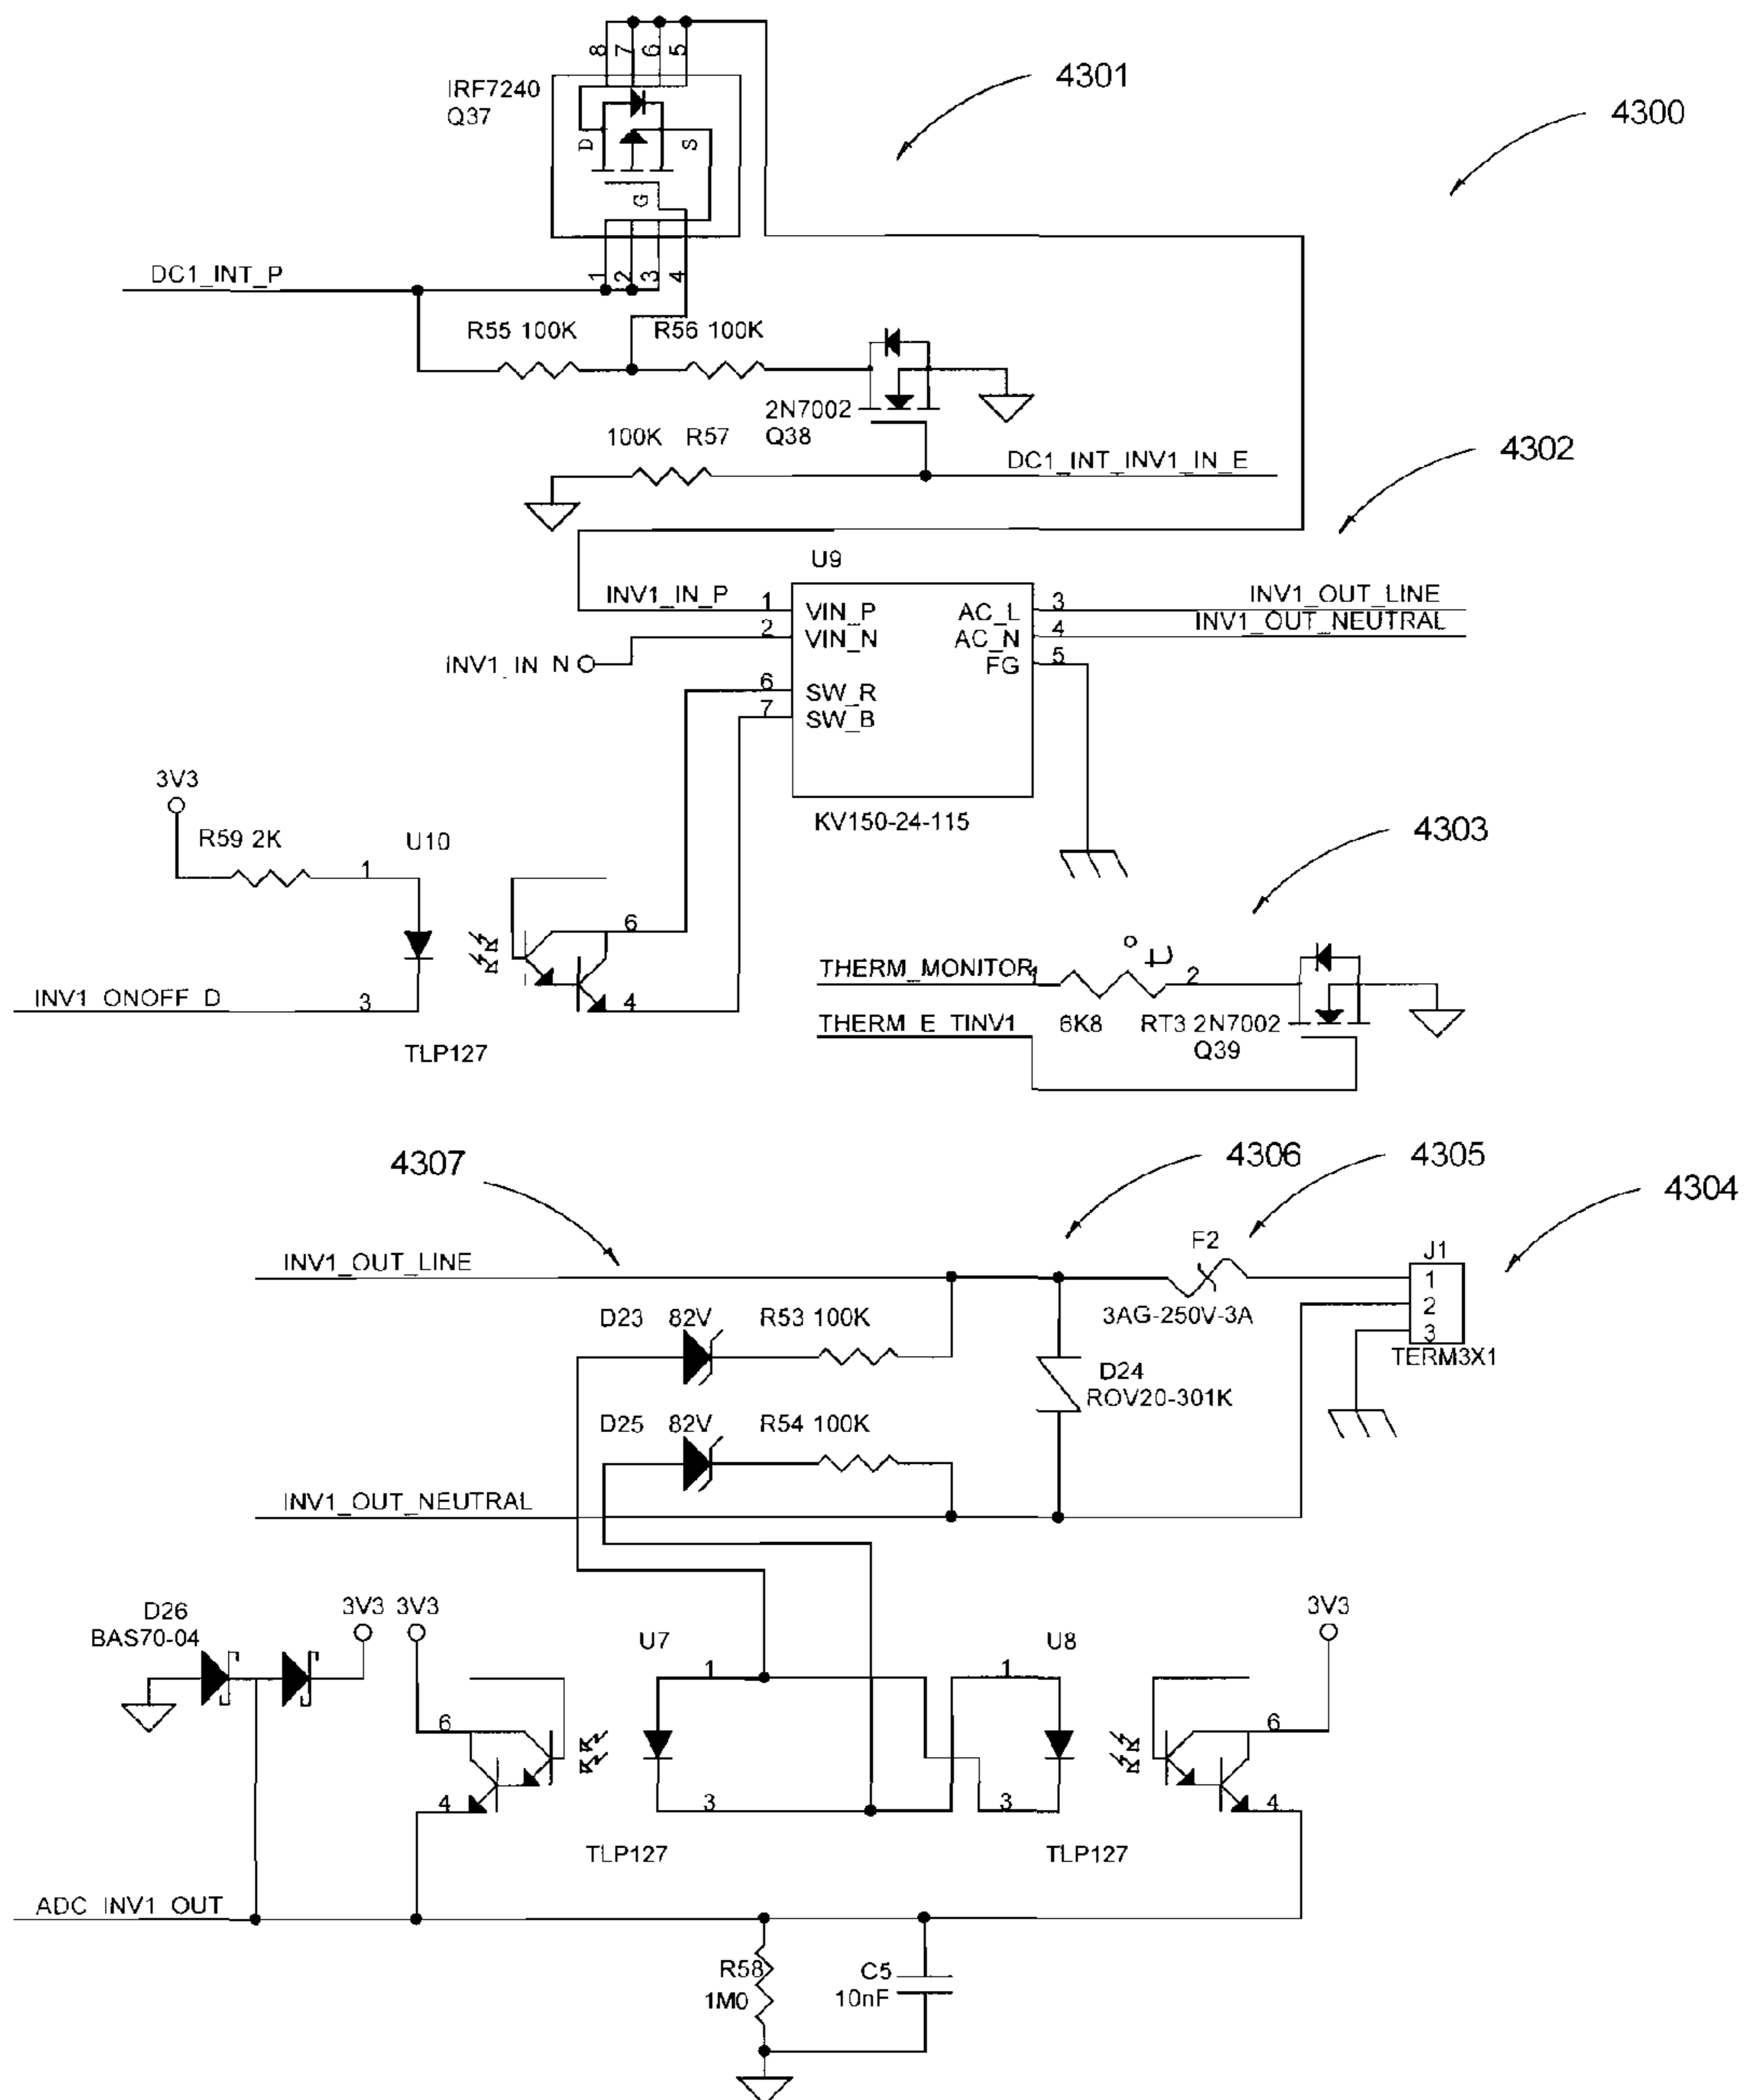 8 7 6 5
4301
4300
IRF7240
Q37
D
S
G
DC1_INT_P
1 2 3 4
R55 100K
R56 100K
2N7002
Q38
100K R57
DC1_INT_INV1_IN_E
4302
U9
INV1_IN_P
1
VIN_P
AC_L
3
INV1_OUT_LINE
2
VIN_N
AC_N
4
INV1_OUT_NEUTRAL
INV1_IN_N
FG
5
6
SW_R
7
SW_B
3V3
KV150-24-115
R59 2K
U10
1
4303
6
THERM_MONITOR
1
2
INV1_ONOFF_D
3
4
THERM_E_TINV1
6K8
RT3
2N7002
Q39
TLP127
4307
4306
4305
4304
INV1_OUT_LINE
F2
J1
1
2
3
3AG-250V-3A
TERM3X1
D23 82V
R53 100K
D24
ROV20-301K
D25 82V
R54 100K
INV1_OUT_NEUTRAL
D26
BAS70-04
3V3
3V3
3V3
U7
U8
1
1
6
6
4
3
3
4
TLP127
TLP127
ADC_INV1_OUT
R58
1M0
C5
10nF